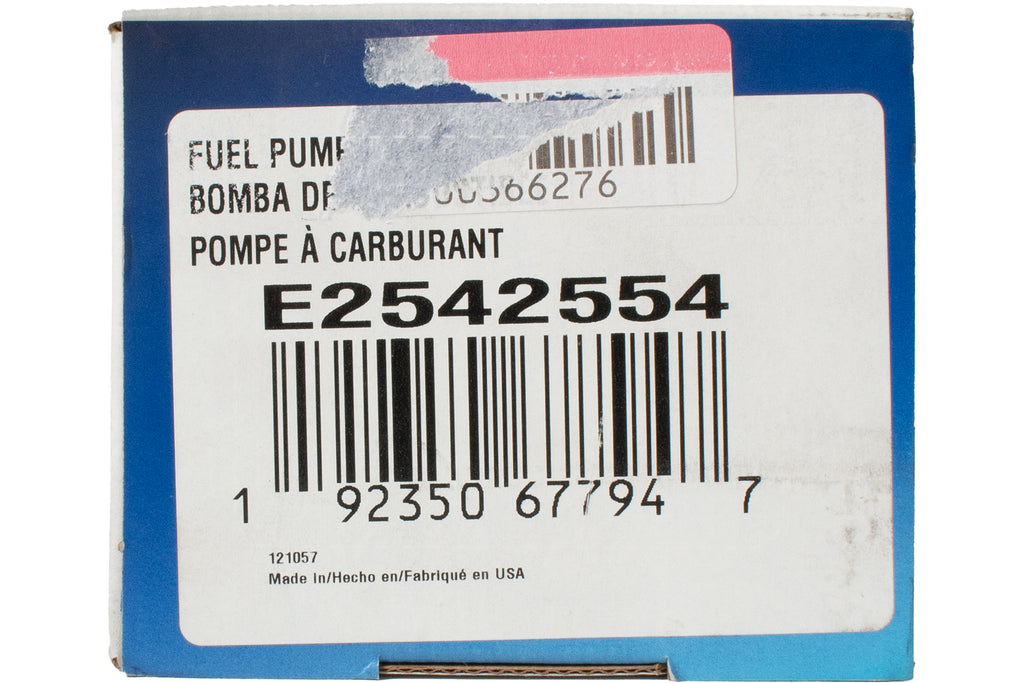 FUEL PUMP
BOMBA DE
66276
POMPE À CARBURANT
E2542554
1 92350 67794 7
121057
Made In/Hecho en/Fabriqué en USA